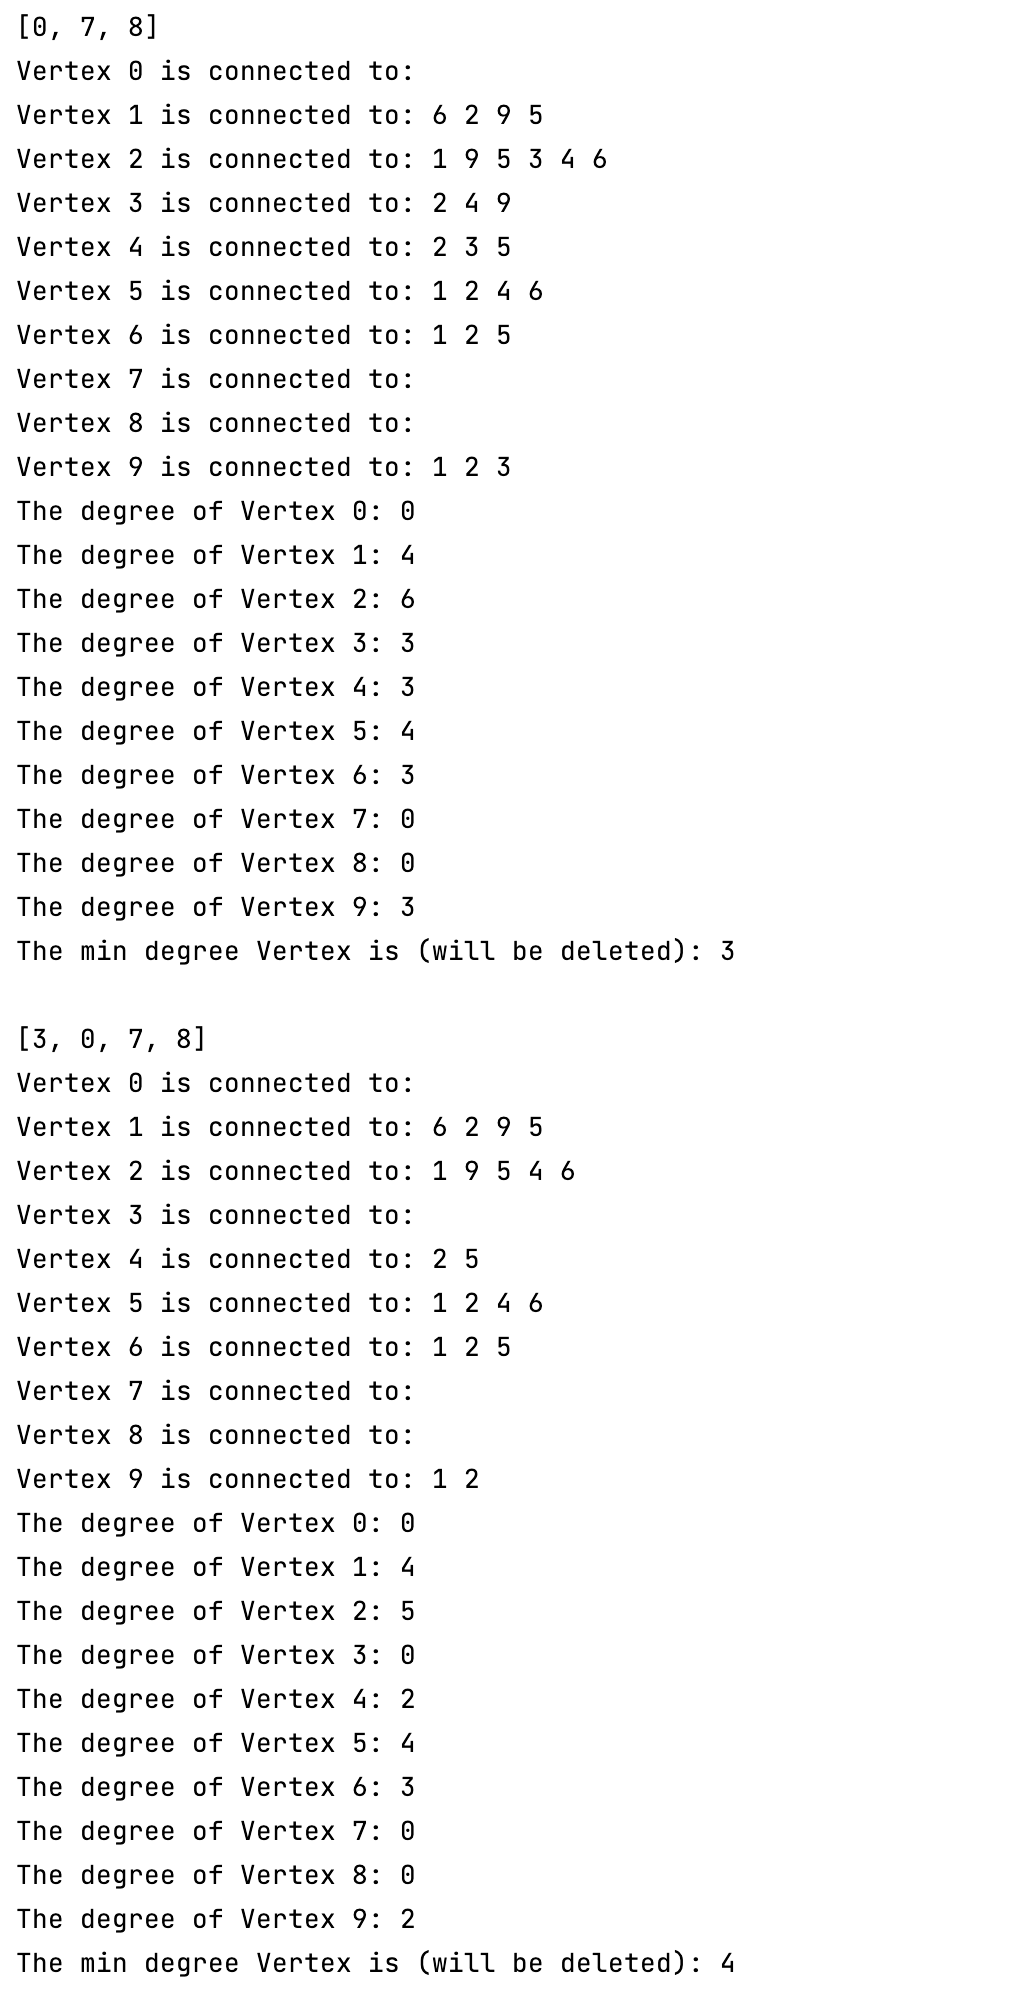 [0, 7, 8]
Vertex 0 is connected to:
Vertex 1 is connected to: 6 2 9 5
Vertex 2 is connected to: 1 9 5 3 4 6
Vertex 3 is connected to: 2 4 9
Vertex 4 is connected to: 2 3 5
Vertex 5 is connected to: 1 2 4 6
Vertex 6 is connected to: 1 2 5
Vertex 7 is connected to:
Vertex 8 is connected to:
Vertex 9 is connected to: 1 2 3
The degree of Vertex 0: 0
The degree of Vertex 1: 4
The degree of Vertex 2: 6
The degree of Vertex 3: 3
The degree of Vertex 4: 3
The degree of Vertex 5: 4
The degree of Vertex 6: 3
The degree of Vertex 7: 0
The degree of Vertex 8: 0
The degree of Vertex 9: 3
The min degree Vertex is (will be deleted): 3
[3, 0, 7, 8]
Vertex 0 is connected to:
Vertex 1 is connected to: 6 2 9 5
Vertex 2 is connected to: 1 9 5 4 6
Vertex 3 is connected to:
Vertex 4 is connected to: 2 5
Vertex 5 is connected to: 1 2 4 6
Vertex 6 is connected to: 1 2 5
Vertex 7 is connected to:
Vertex 8 is connected to:
Vertex 9 is connected to: 1 2
The degree of Vertex 0: 0
The degree of Vertex 1: 4
The degree of Vertex 2: 5
The degree of Vertex 3: 0
The degree of Vertex 4: 2
The degree of Vertex 5: 4
The degree of Vertex 6: 3
The degree of Vertex 7: 0
The degree of Vertex 8: 0
The degree of Vertex 9: 2
The min degree Vertex is (will be deleted): 4